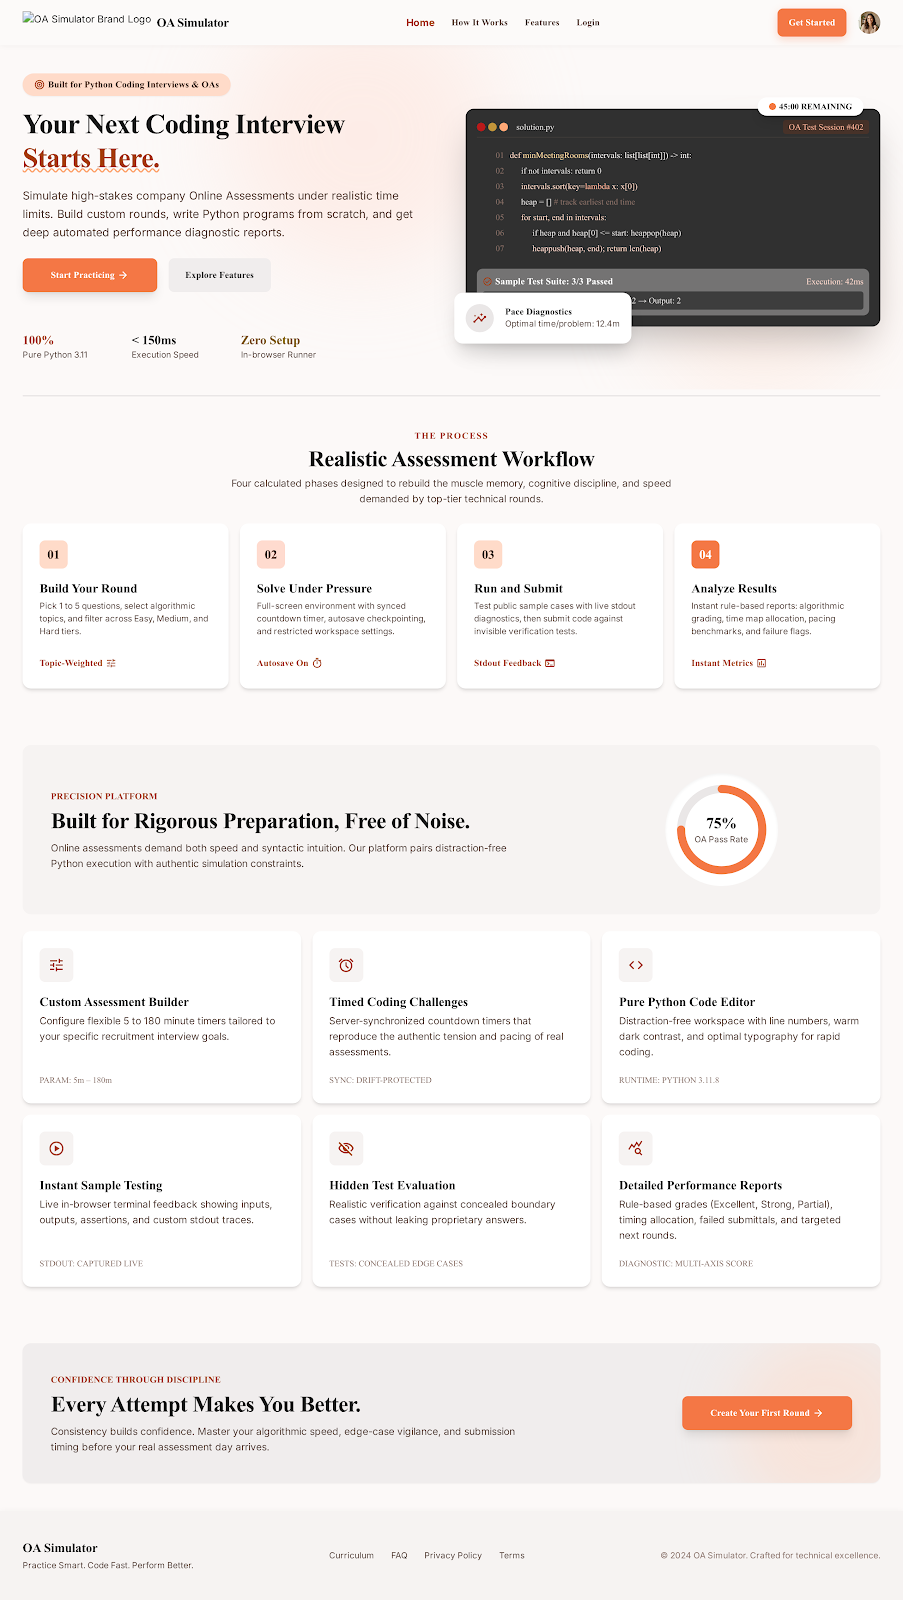 OA Simulator Brand Logo OA Simulator
Home How It Works Features Login
Get Started
Built for Python Coding Interviews & OAs
Your Next Coding Interview
Starts Here.
Simulate high-stakes company Online Assessments under realistic time
limits. Build custom rounds, write Python programs from scratch, and get
deep automated performance diagnostic reports.
Start Practicing →
Explore Features
100%
Pure Python 3.11
< 150ms
Execution Speed
Zero Setup
In-browser Runner
45:00 REMAINING
solution.py
OA Test Session #402
01 def minMeetingRooms(intervals: list[list[int]]) -> int:
02 if not intervals: return 0
03 intervals.sort(key=lambda x: x[0])
04 heap = [] # track earliest end time
05 for start, end in intervals:
06 if heap and heap[0] <= start: heappop(heap)
07 heappush(heap, end); return len(heap)
Sample Test Suite: 3/3 Passed
Execution: 42ms
2 → Output: 2
Pace Diagnostics
Optimal time/problem: 12.4m
THE PROCESS
Realistic Assessment Workflow
Four calculated phases designed to rebuild the muscle memory, cognitive discipline, and speed
demanded by top-tier technical rounds.
01
Build Your Round
Pick 1 to 5 questions, select algorithmic
topics, and filter across Easy, Medium, and
Hard tiers.
Topic-Weighted
02
Solve Under Pressure
Full-screen environment with synced
countdown timer, autosave checkpointing,
and restricted workspace settings.
Autosave On
03
Run and Submit
Test public sample cases with live stdout
diagnostics, then submit code against
invisible verification tests.
Stdout Feedback
04
Analyze Results
Instant rule-based reports: algorithmic
grading, time map allocation, pacing
benchmarks, and failure flags.
Instant Metrics
PRECISION PLATFORM
Built for Rigorous Preparation, Free of Noise.
Online assessments demand both speed and syntactic intuition. Our platform pairs distraction-free
Python execution with authentic simulation constraints.
75%
OA Pass Rate
Custom Assessment Builder
Configure flexible 5 to 180 minute timers tailored to
your specific recruitment interview goals.
PARAM: 5m – 180m
Timed Coding Challenges
Server-synchronized countdown timers that
reproduce the authentic tension and pacing of real
assessments.
SYNC: DRIFT-PROTECTED
Pure Python Code Editor
Distraction-free workspace with line numbers, warm
dark contrast, and optimal typography for rapid
coding.
RUNTIME: PYTHON 3.11.8
Instant Sample Testing
Live in-browser terminal feedback showing inputs,
outputs, assertions, and custom stdout traces.
STDOUT: CAPTURED LIVE
Hidden Test Evaluation
Realistic verification against concealed boundary
cases without leaking proprietary answers.
TESTS: CONCEALED EDGE CASES
Detailed Performance Reports
Rule-based grades (Excellent, Strong, Partial),
timing allocation, failed submittals, and targeted
next rounds.
DIAGNOSTIC: MULTI-AXIS SCORE
CONFIDENCE THROUGH DISCIPLINE
Every Attempt Makes You Better.
Consistency builds confidence. Master your algorithmic speed, edge-case vigilance, and submission
timing before your real assessment day arrives.
Create Your First Round →
OA Simulator
Practice Smart. Code Fast. Perform Better.
Curriculum FAQ Privacy Policy Terms
© 2024 OA Simulator. Crafted for technical excellence.